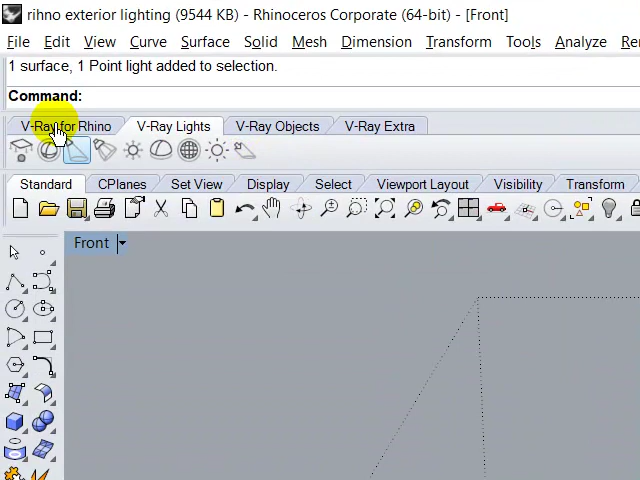 rihno exterior lighting (9544 KB) - Rhinoceros Corporate (64-bit) - [Front]
File Edit View Curve Surface Solid Mesh Dimension Transform Tools Analyze Re
1 surface, 1 Point light added to selection.
Command:
V-Ray for Rhino V-Ray Lights V-Ray Objects V-Ray Extra
Standard CPlanes Set View Display Select Viewport Layout Visibility Transform
Front